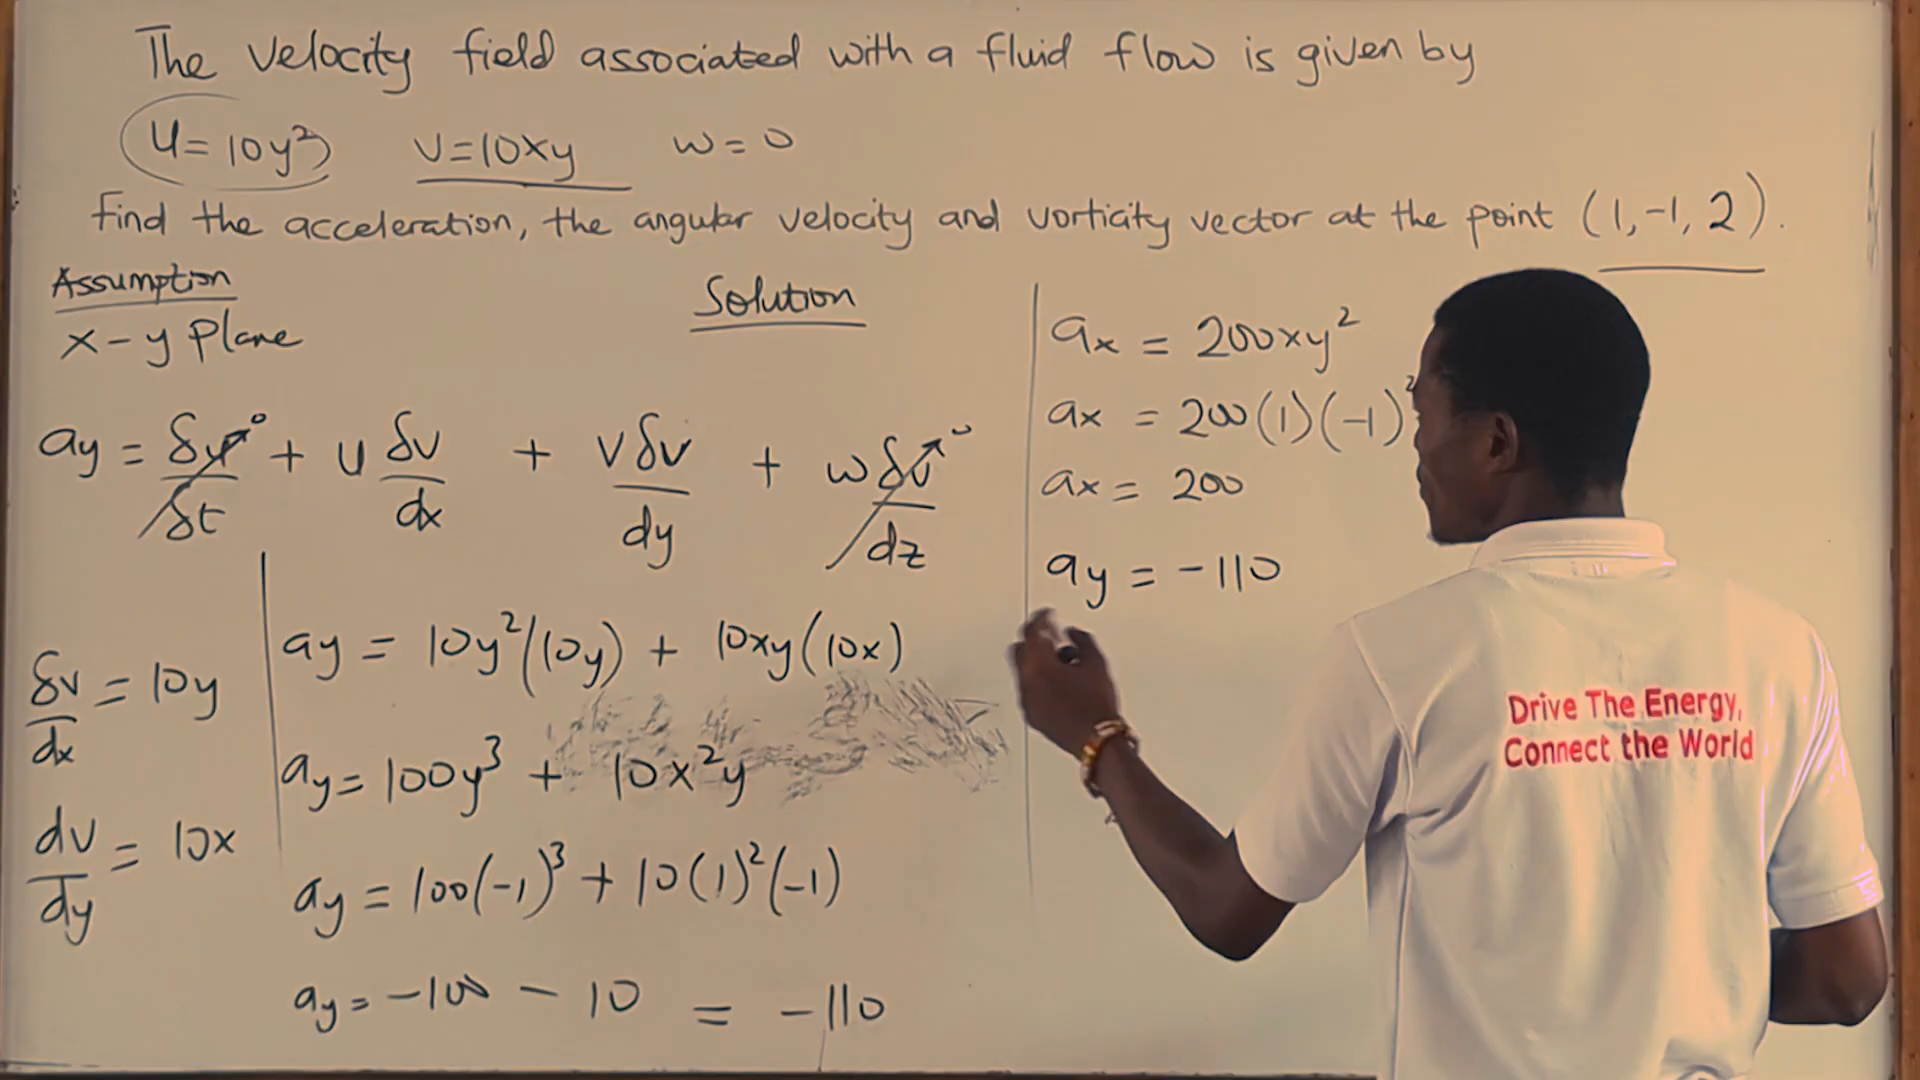 The velocity field associated with a fluid flow is given by
u = 10y² v = 10xy w = 0
find the acceleration, the angular velocity and vorticity vector at the point (1, -1, 2).
Assumption
x - y plane
Solution
ay = δv/δt⁰ + u δv/dx + v δv/dy + w δv/dz⁰
δv/dx = 10y
dv/dy = 10x
ay = 10y²(10y) + 10xy(10x)
ay = 100y³ + 10x²y
ay = 100(-1)³ + 10(1)²(-1)
ay = -100 - 10 = -110
ax = 200xy²
ax = 200(1)(-1)²
ax = 200
ay = -110
Drive The Energy,
Connect the World